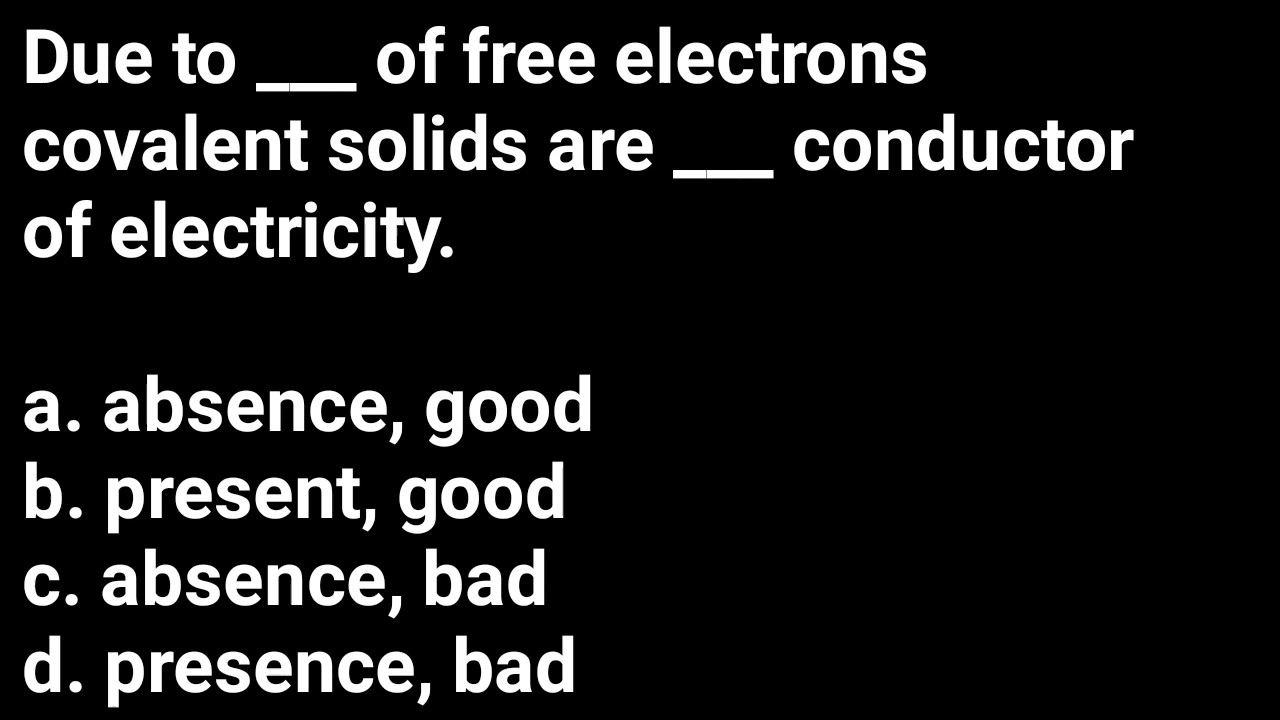 Due to ___ of free electrons
covalent solids are ___ conductor
of electricity.
a. absence, good
b. present, good
c. absence, bad
d. presence, bad